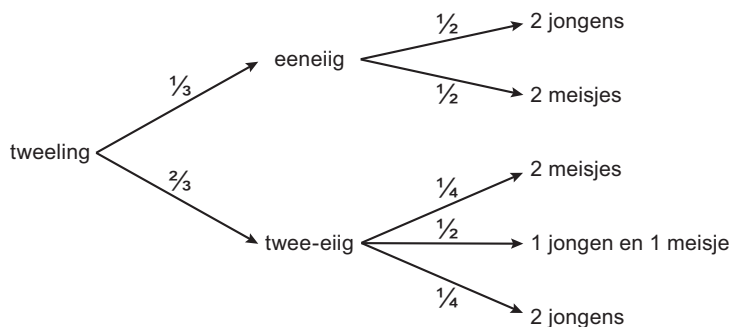 ½ 2 jongens
eeneiig
½ 2 meisjes
⅓
tweeling
⅔
¼ 2 meisjes
twee-eiig ½ 1 jongen en 1 meisje
¼ 2 jongens